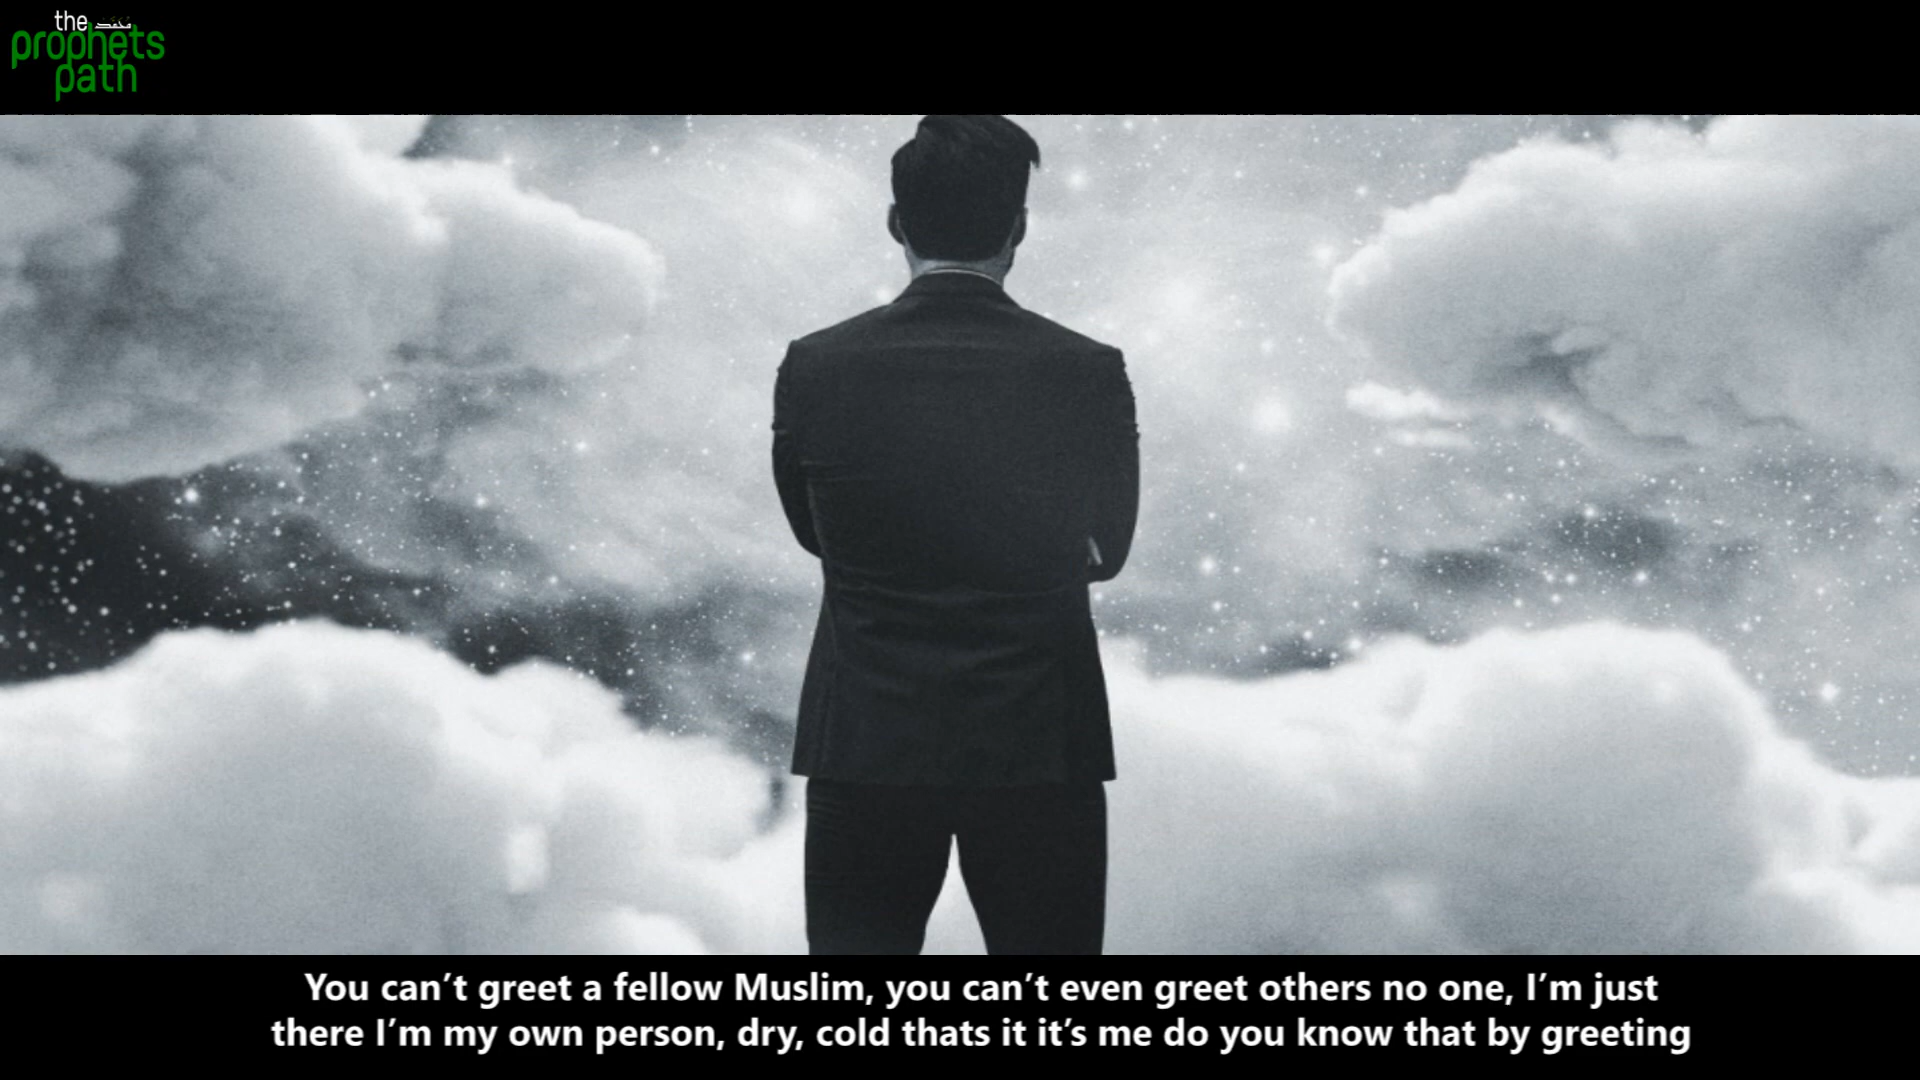 the
prophets
path
You can’t greet a fellow Muslim, you can’t even greet others no one, I’m just
there I’m my own person, dry, cold thats it it’s me do you know that by greeting